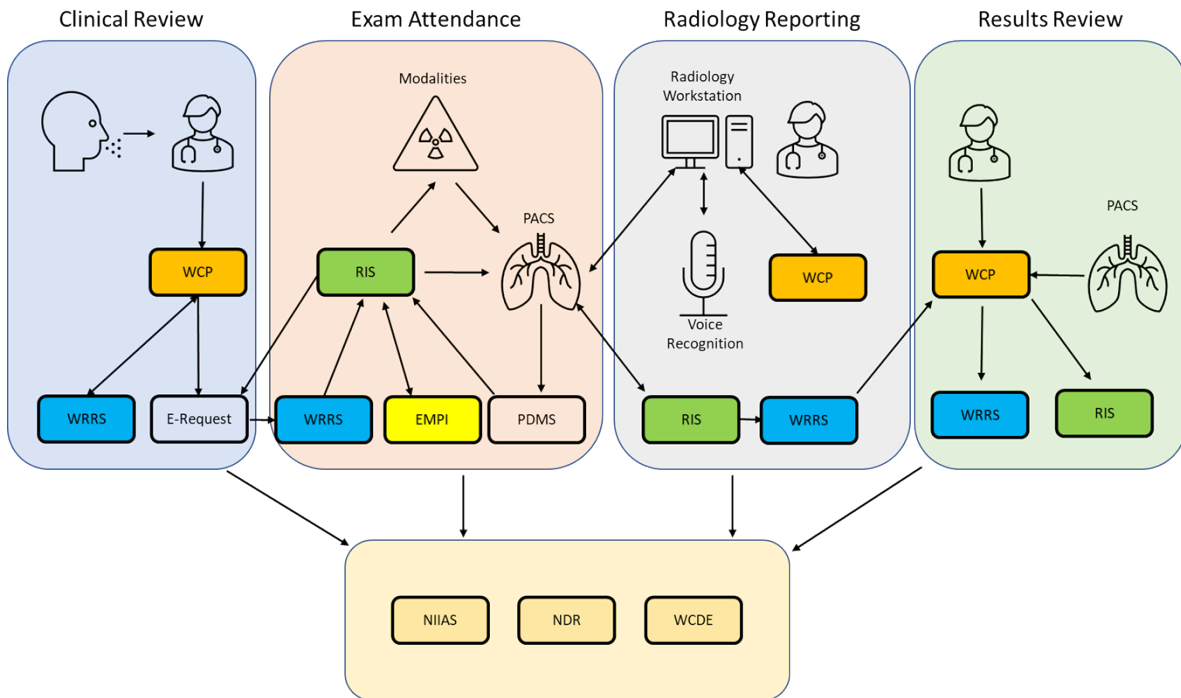 Clinical Review
Exam Attendance
Radiology Reporting
Results Review
WCP
WRRS
E-Request
Modalities
PACS
RIS
WRRS
EMPI
PDMS
Radiology
Workstation
Voice
Recognition
WCP
RIS
WRRS
PACS
WCP
WRRS
RIS
NIIAS
NDR
WCDE